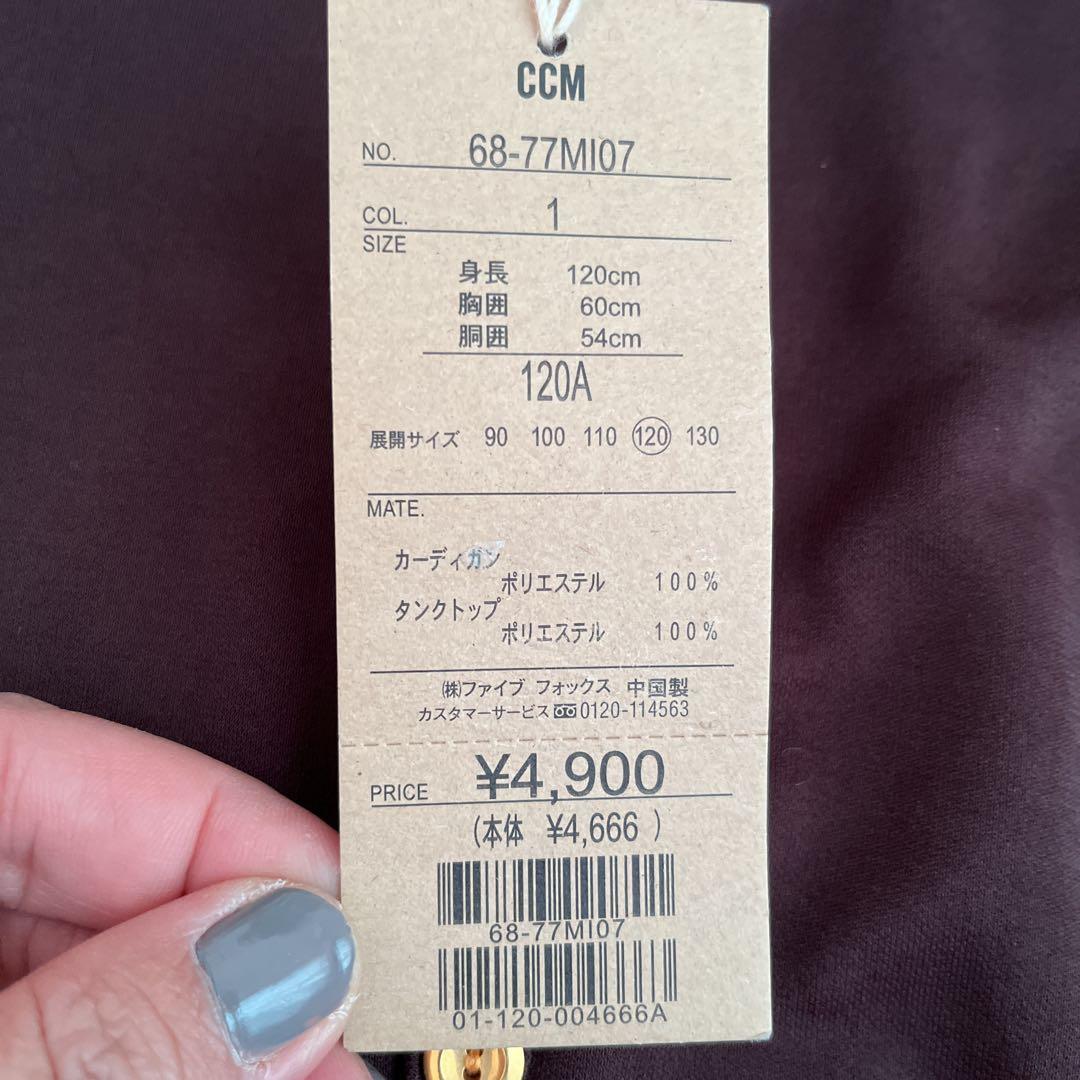 CCM
NO. 68-77MI07
COL. 1
SIZE
身長 120cm
胸囲 60cm
胴囲 54cm
120A
展開サイズ 90 100 110 120 130
MATE.
カーディガン
ポリエステル 100%
タンクトップ
ポリエステル 100%
㈱ファイブ フォックス 中国製
カスタマーサービス 0120-114563
PRICE ¥4,900
(本体 ¥4,666 )
68-77MI07
01-120-004666A